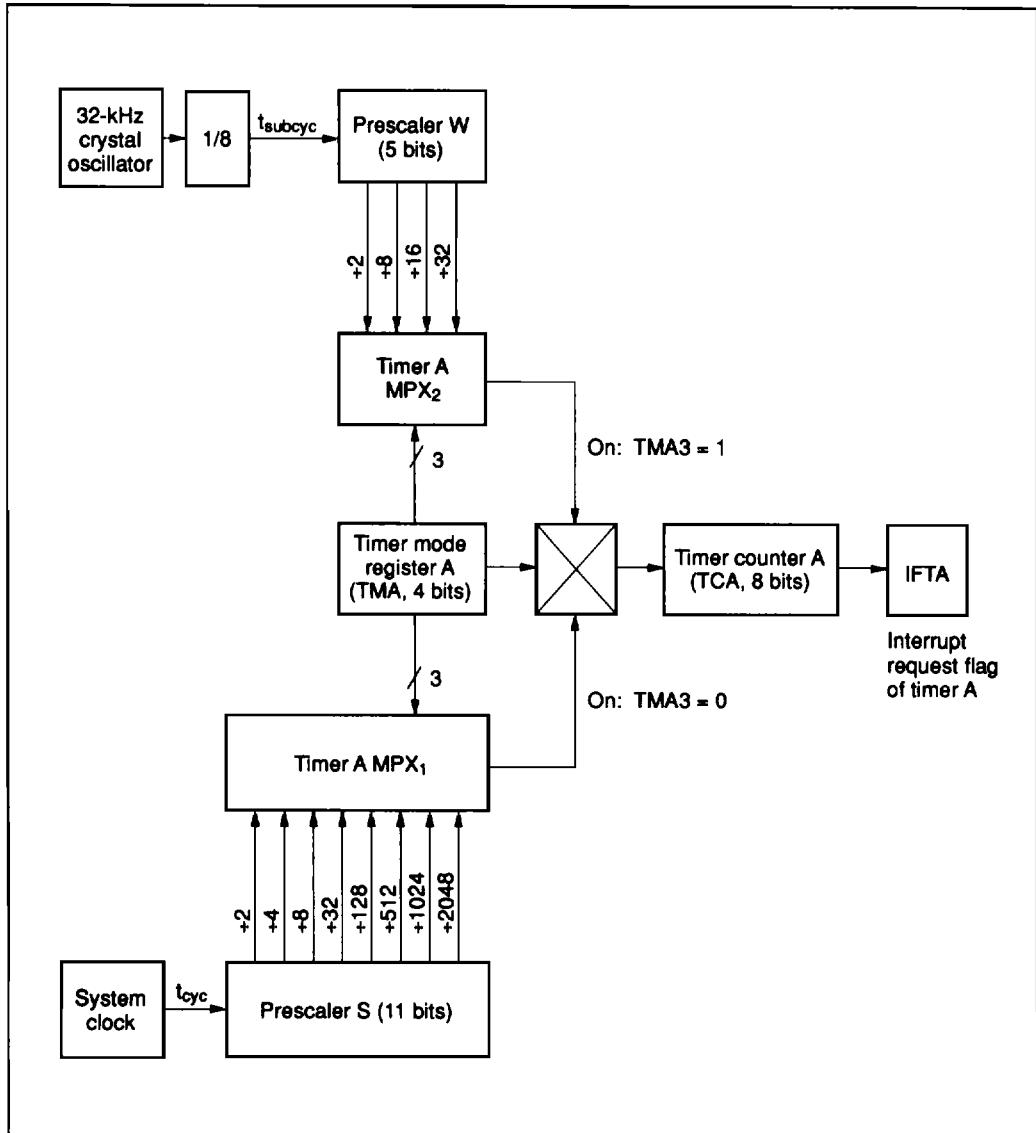 32-kHz
crystal
oscillator
1/8
tsubcyc
Prescaler W
(5 bits)
÷2
÷8
÷16
÷32
Timer A
MPX2
3
On: TMA3 = 1
Timer mode
register A
(TMA, 4 bits)
Timer counter A
(TCA, 8 bits)
IFTA
Interrupt
request flag
of timer A
3
On: TMA3 = 0
Timer A MPX1
÷2
÷4
÷8
÷32
÷128
÷512
÷1024
÷2048
System
clock
tcyc
Prescaler S (11 bits)